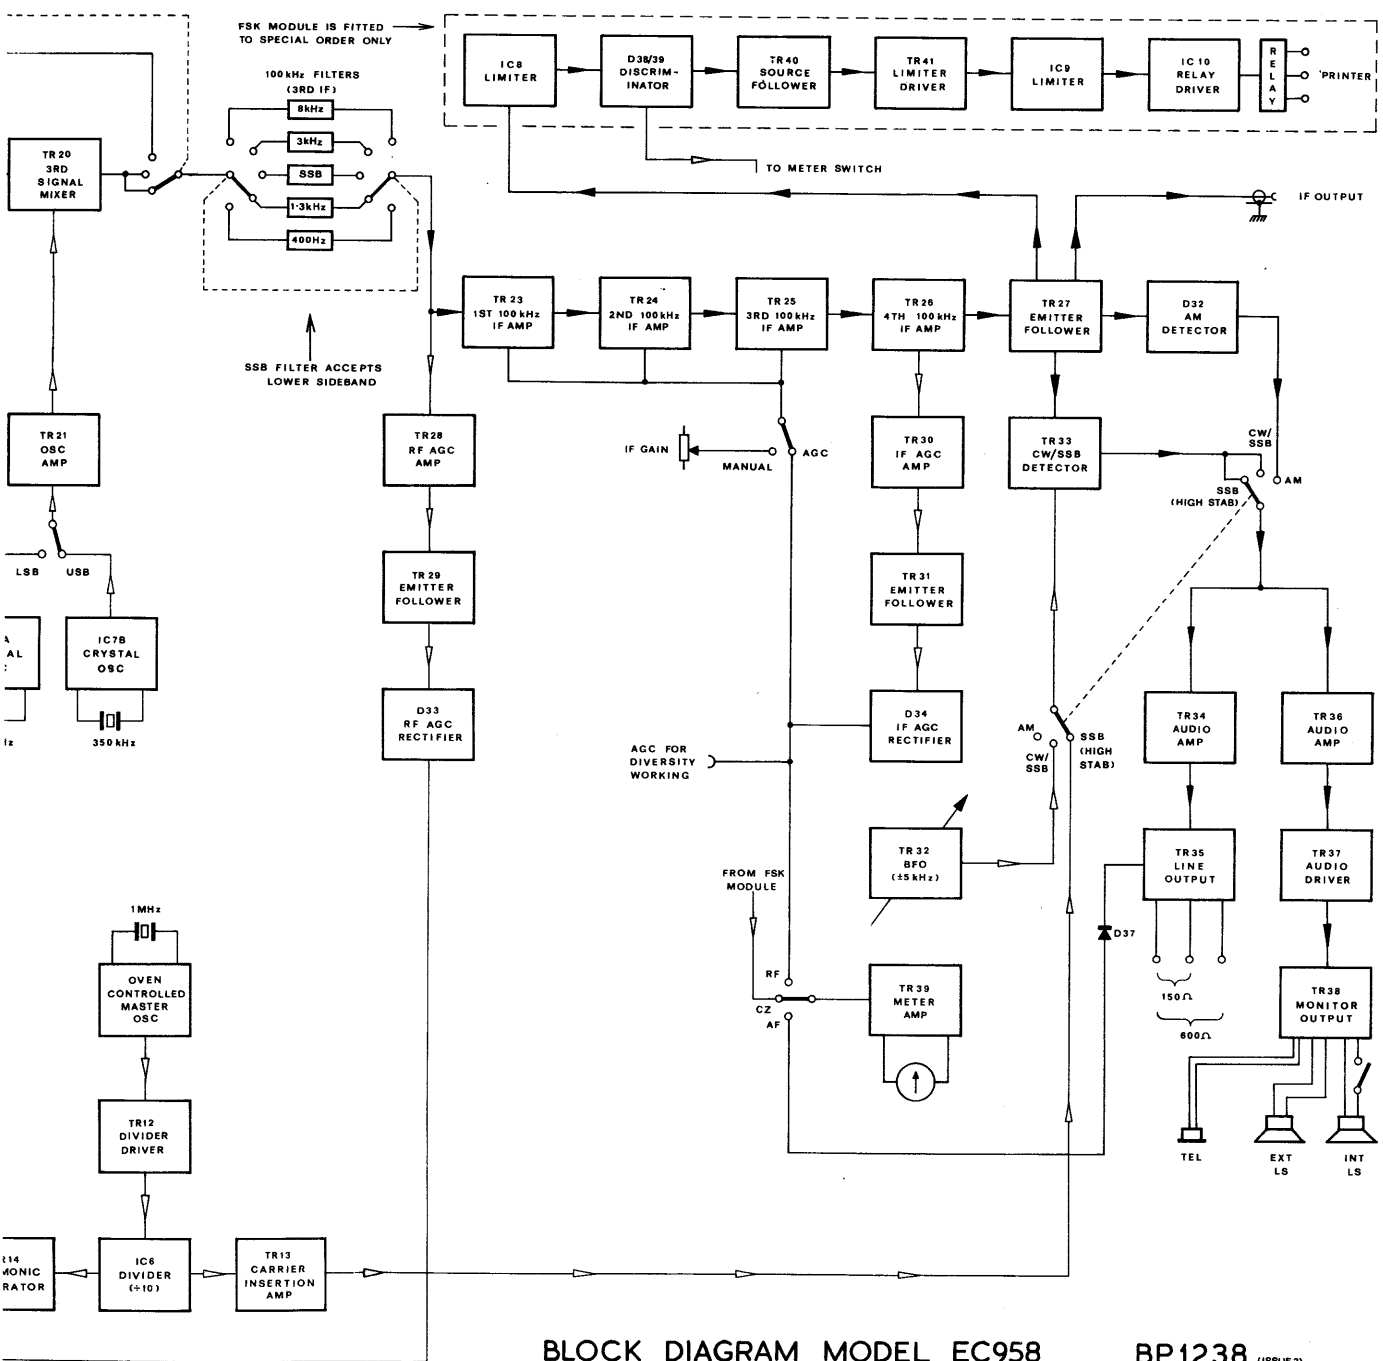 FSK MODULE IS FITTED
TO SPECIAL ORDER ONLY
IC8
LIMITER
D38/39
DISCRIM-
INATOR
TR40
SOURCE
FOLLOWER
TR41
LIMITER
DRIVER
IC9
LIMITER
IC10
RELAY
DRIVER
RELAY
PRINTER
TO METER SWITCH
100kHz FILTERS
(3RD IF)
8kHz
3kHz
SSB
1·3kHz
400Hz
TR20
3RD
SIGNAL
MIXER
IF OUTPUT
SSB FILTER ACCEPTS
LOWER SIDEBAND
TR23
1ST 100kHz
IF AMP
TR24
2ND 100kHz
IF AMP
TR25
3RD 100kHz
IF AMP
TR26
4TH 100kHz
IF AMP
TR27
EMITTER
FOLLOWER
D32
AM
DETECTOR
TR21
OSC
AMP
LSB
USB
TR28
RF AGC
AMP
IF GAIN
MANUAL
AGC
TR30
IF AGC
AMP
TR33
CW/SSB
DETECTOR
CW/
SSB
AM
SSB
(HIGH STAB)
AL
IC7B
CRYSTAL
OSC
350kHz
TR29
EMITTER
FOLLOWER
TR31
EMITTER
FOLLOWER
D33
RF AGC
RECTIFIER
D34
IF AGC
RECTIFIER
AGC FOR
DIVERSITY
WORKING
AM
CW/
SSB
SSB
(HIGH
STAB)
TR34
AUDIO
AMP
TR36
AUDIO
AMP
TR32
BFO
(±5kHz)
TR35
LINE
OUTPUT
TR37
AUDIO
DRIVER
FROM FSK
MODULE
D37
RF
CZ
AF
TR39
METER
AMP
150Ω
600Ω
TR38
MONITOR
OUTPUT
TEL
EXT
LS
INT
LS
1MHz
OVEN
CONTROLLED
MASTER
OSC
TR12
DIVIDER
DRIVER
R14
MONIC
RATOR
IC6
DIVIDER
(÷10)
TR13
CARRIER
INSERTION
AMP
BLOCK DIAGRAM MODEL EC958
BP1238